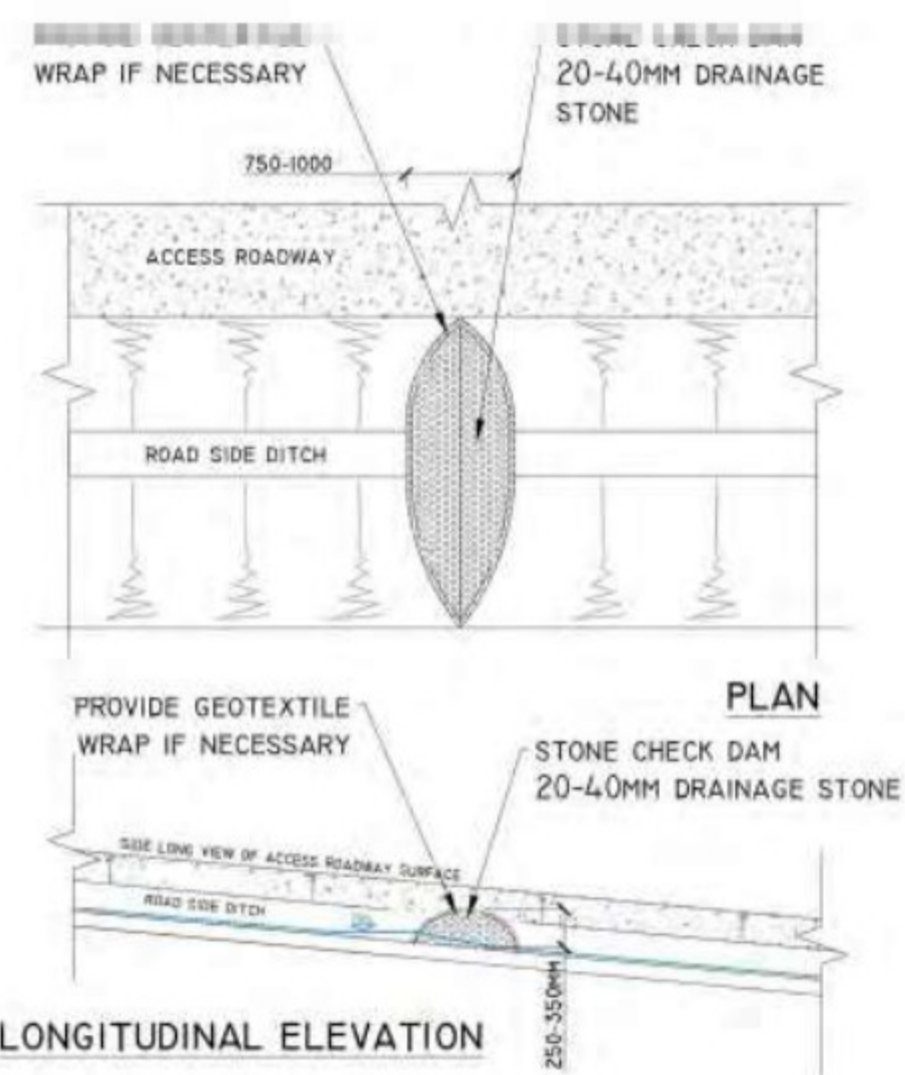 WRAP IF NECESSARY
20-40MM DRAINAGE
STONE
750-1000
ACCESS ROADWAY
ROAD SIDE DITCH
PLAN
PROVIDE GEOTEXTILE
WRAP IF NECESSARY
STONE CHECK DAM
20-40MM DRAINAGE STONE
SIDE LONG VIEW OF ACCESS ROADWAY SURFACE
ROAD SIDE DITCH
250-350MM
LONGITUDINAL ELEVATION